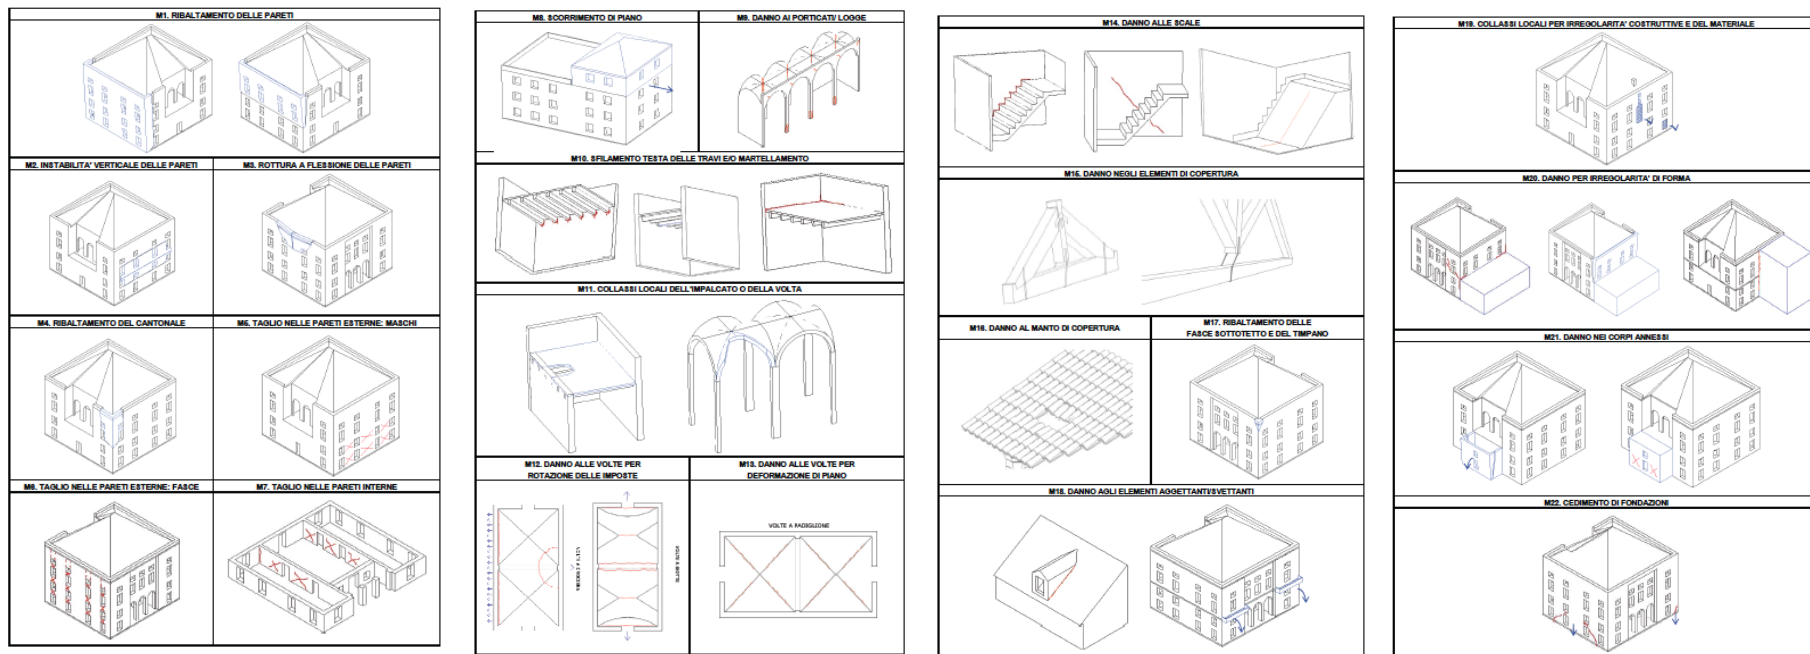 M1. RIBALTAMENTO DELLE PARETI
M2. INSTABILITA' VERTICALE DELLE PARETI
M3. ROTTURA A FLESSIONE DELLE PARETI
M4. RIBALTAMENTO DEL CANTONALE
M5. TAGLIO NELLE PARETI ESTERNE: MASCHI
M6. TAGLIO NELLE PARETI ESTERNE: FASCE
M7. TAGLIO NELLE PARETI INTERNE
M8. SCORRIMENTO DI PIANO
M9. DANNO AI PORTICATI/ LOGGE
M10. SFILAMENTO TESTA DELLE TRAVI E/O MARTELLAMENTO
M11. COLLASSI LOCALI DELL'IMPALCATO O DELLA VOLTA
M12. DANNO ALLE VOLTE PER
ROTAZIONE DELLE IMPOSTE
M13. DANNO ALLE VOLTE PER
DEFORMAZIONE DI PIANO
VOLTE A PADIGLIONE
M14. DANNO ALLE SCALE
M15. DANNO NEGLI ELEMENTI DI COPERTURA
M16. DANNO AL MANTO DI COPERTURA
M17. RIBALTAMENTO DELLE
FASCE SOTTOTETTO E DEL TIMPANO
M18. DANNO AGLI ELEMENTI AGGETTANTI/SVETTANTI
M19. COLLASSI LOCALI PER IRREGOLARITA' COSTRUTTIVE E DEL MATERIALE
M20. DANNO PER IRREGOLARITA' DI FORMA
M21. DANNO NEI CORPI ANNESSI
M22. CEDIMENTO DI FONDAZIONI